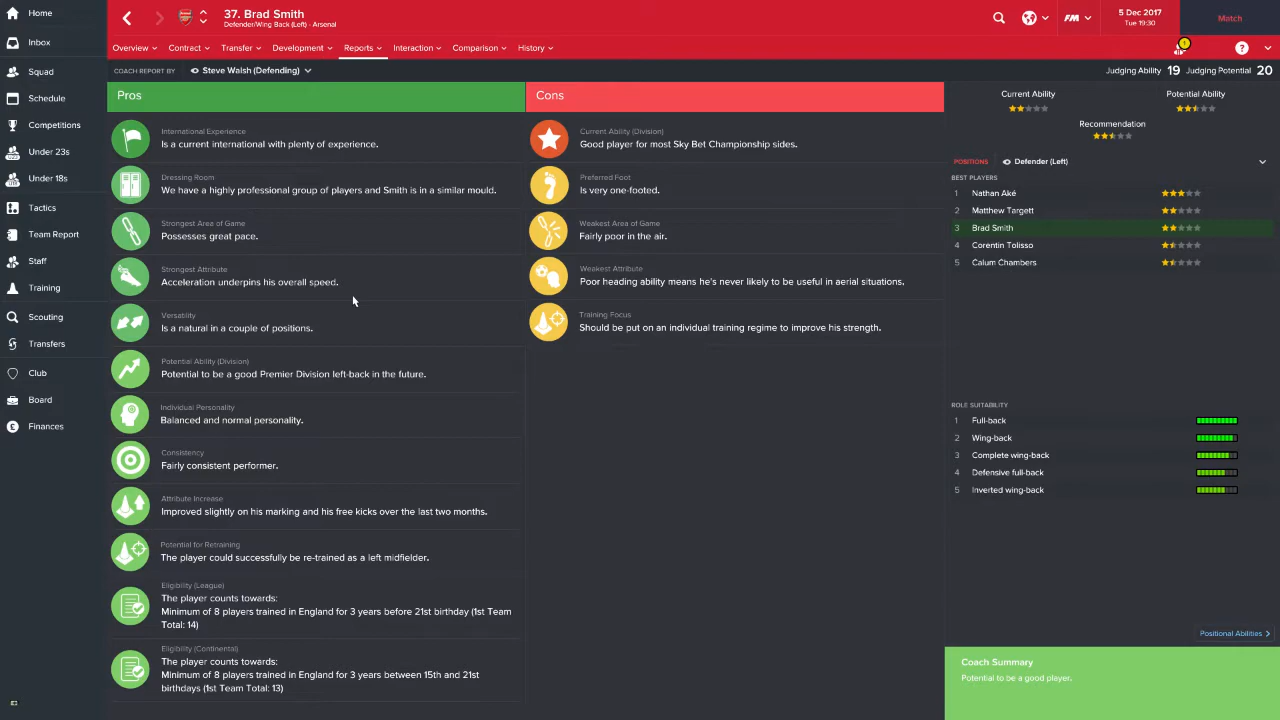 Home
Inbox
Squad
Schedule
Competitions
Under 23s
Under 18s
Tactics
Team Report
Staff
Training
Scouting
Transfers
Club
Board
Finances
37. Brad Smith
Defender/Wing Back (Left) - Arsenal
FM
5 Dec 2017
Tue 19:30
Match
Overview
Contract
Transfer
Development
Reports
Interaction
Comparison
History
1
?
COACH REPORT BY
Steve Walsh (Defending)
Judging Ability 19 Judging Potential 20
Pros
International Experience
Is a current international with plenty of experience.
Dressing Room
We have a highly professional group of players and Smith is in a similar mould.
Strongest Area of Game
Possesses great pace.
Strongest Attribute
Acceleration underpins his overall speed.
Versatility
Is a natural in a couple of positions.
Potential Ability (Division)
Potential to be a good Premier Division left-back in the future.
Individual Personality
Balanced and normal personality.
Consistency
Fairly consistent performer.
Attribute Increase
Improved slightly on his marking and his free kicks over the last two months.
Potential for Retraining
The player could successfully be re-trained as a left midfielder.
Eligibility (League)
The player counts towards:
Minimum of 8 players trained in England for 3 years before 21st birthday (1st Team
Total: 14)
Eligibility (Continental)
The player counts towards:
Minimum of 8 players trained in England for 3 years between 15th and 21st
birthdays (1st Team Total: 13)
Cons
Current Ability (Division)
Good player for most Sky Bet Championship sides.
Preferred Foot
Is very one-footed.
Weakest Area of Game
Fairly poor in the air.
Weakest Attribute
Poor heading ability means he's never likely to be useful in aerial situations.
Training Focus
Should be put on an individual training regime to improve his strength.
Current Ability
Potential Ability
Recommendation
POSITIONS
Defender (Left)
BEST PLAYERS
1 Nathan Aké
2 Matthew Targett
3 Brad Smith
4 Corentin Tolisso
5 Calum Chambers
ROLE SUITABILITY
1 Full-back
2 Wing-back
3 Complete wing-back
4 Defensive full-back
5 Inverted wing-back
Positional Abilities
Coach Summary
Potential to be a good player.